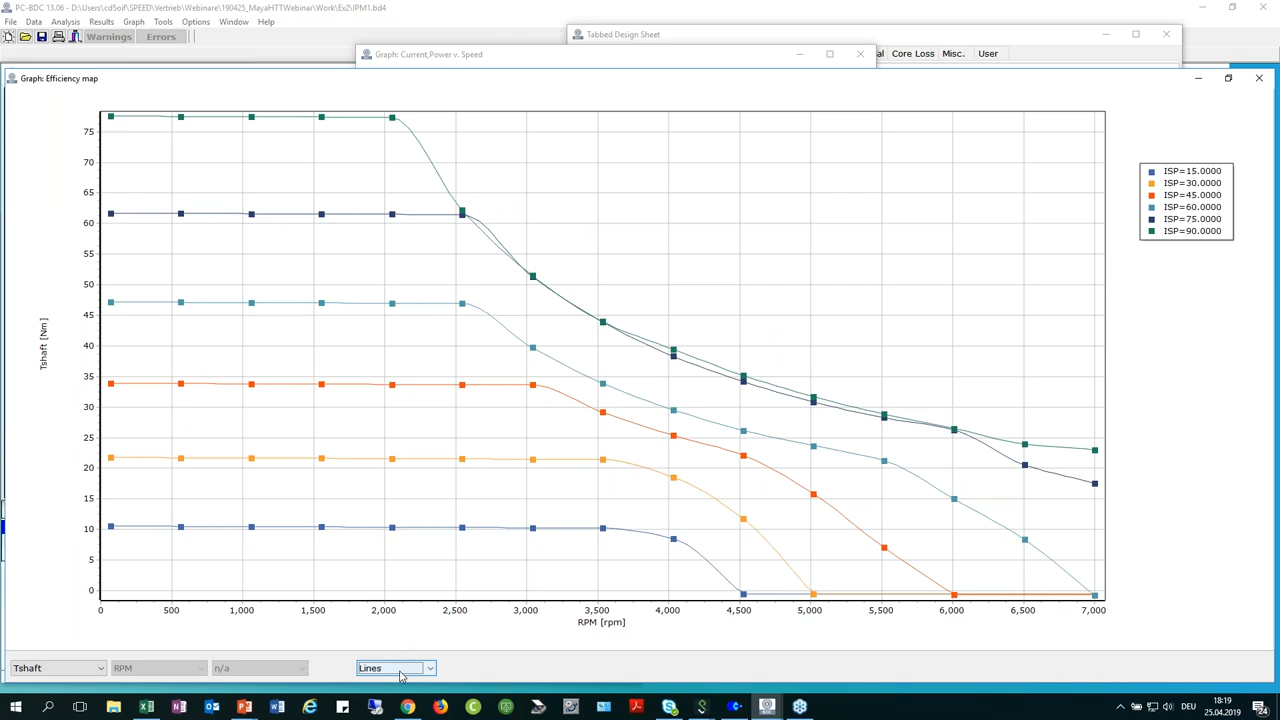 PC-BDC 13.06 - D:\Users\cd5oif\SPEED\Vertrieb\Webinare\190425_MayaHTTWebinar\Work\Ex2\IPM1.bd4
File Data Analysis Results Graph Tools Options Window Help
Warnings Errors
Tabbed Design Sheet
Graph: Current,Power v. Speed
Core Loss Misc. User
Graph: Efficiency map
75
70
65
60
55
50
45
40
35
30
25
20
15
10
5
0
Tshaft [Nm]
0 500 1,000 1,500 2,000 2,500 3,000 3,500 4,000 4,500 5,000 5,500 6,000 6,500 7,000
RPM [rpm]
ISP=15.0000
ISP=30.0000
ISP=45.0000
ISP=60.0000
ISP=75.0000
ISP=90.0000
Tshaft RPM n/a Lines
DEU
18:19
25.04.2019
24